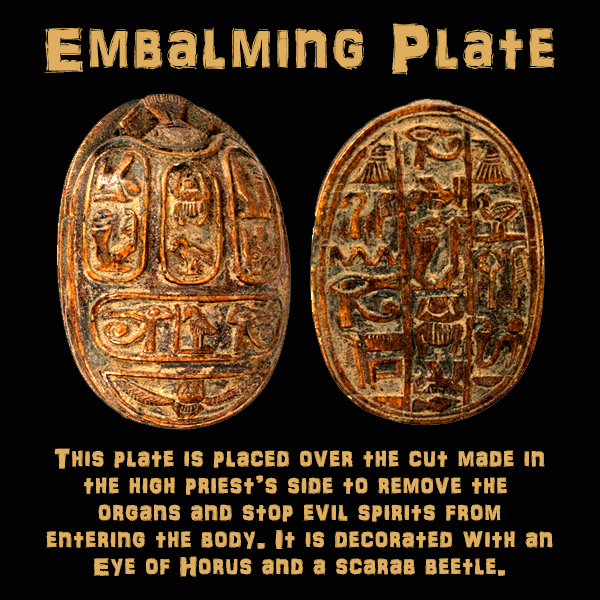 Embalming Plate
This plate is placed over the cut made in
the high priest's side to remove the
organs and stop evil spirits from
entering the body. It is decorated with an
Eye of Horus and a scarab beetle.